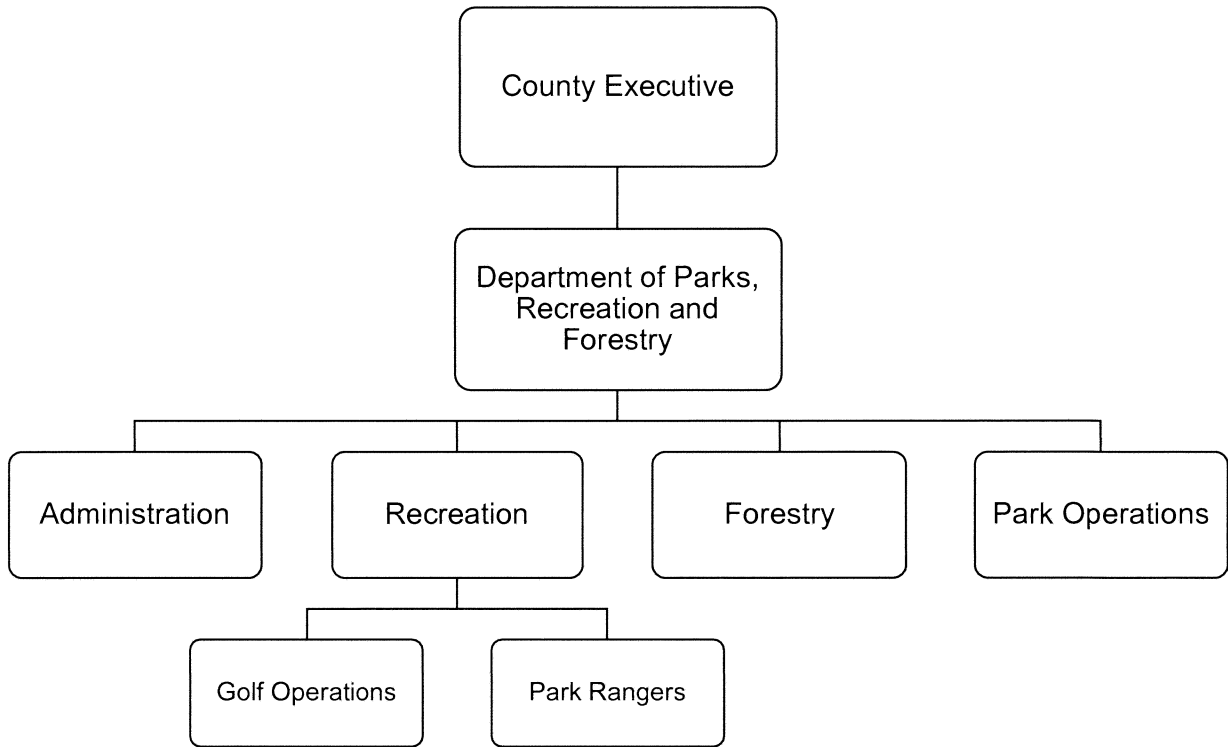 County Executive
Department of Parks,
Recreation and
Forestry
Administration
Recreation
Forestry
Park Operations
Golf Operations
Park Rangers